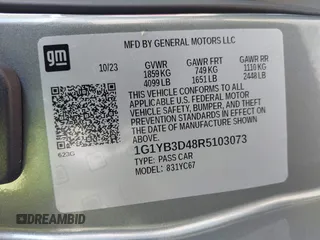 gm
MFD BY GENERAL MOTORS LLC
10/23 GVWR GAWR FRT GAWR RR
1859 KG 749 KG 1110 KG
4099 LB 1651 LB 2448 LB
THIS VEHICLE CONFORMS TO ALL
APPLICABLE U.S. FEDERAL MOTOR
VEHICLE SAFETY, BUMPER, AND THEFT
PREVENTION STANDARDS IN EFFECT ON
THE DATE OF MANUFACTURE SHOWN
ABOVE.
1G1YB3D48R5103073
TYPE: PASS CAR
MODEL: 831YC67
623G
DREAMBID